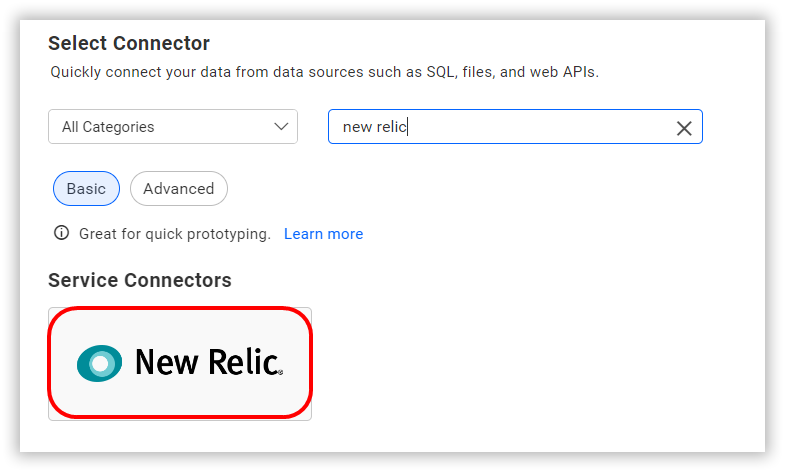 Select Connector
Quickly connect your data from data sources such as SQL, files, and web APIs.
All Categories
new relic
Basic Advanced
Great for quick prototyping. Learn more
Service Connectors
New Relic®